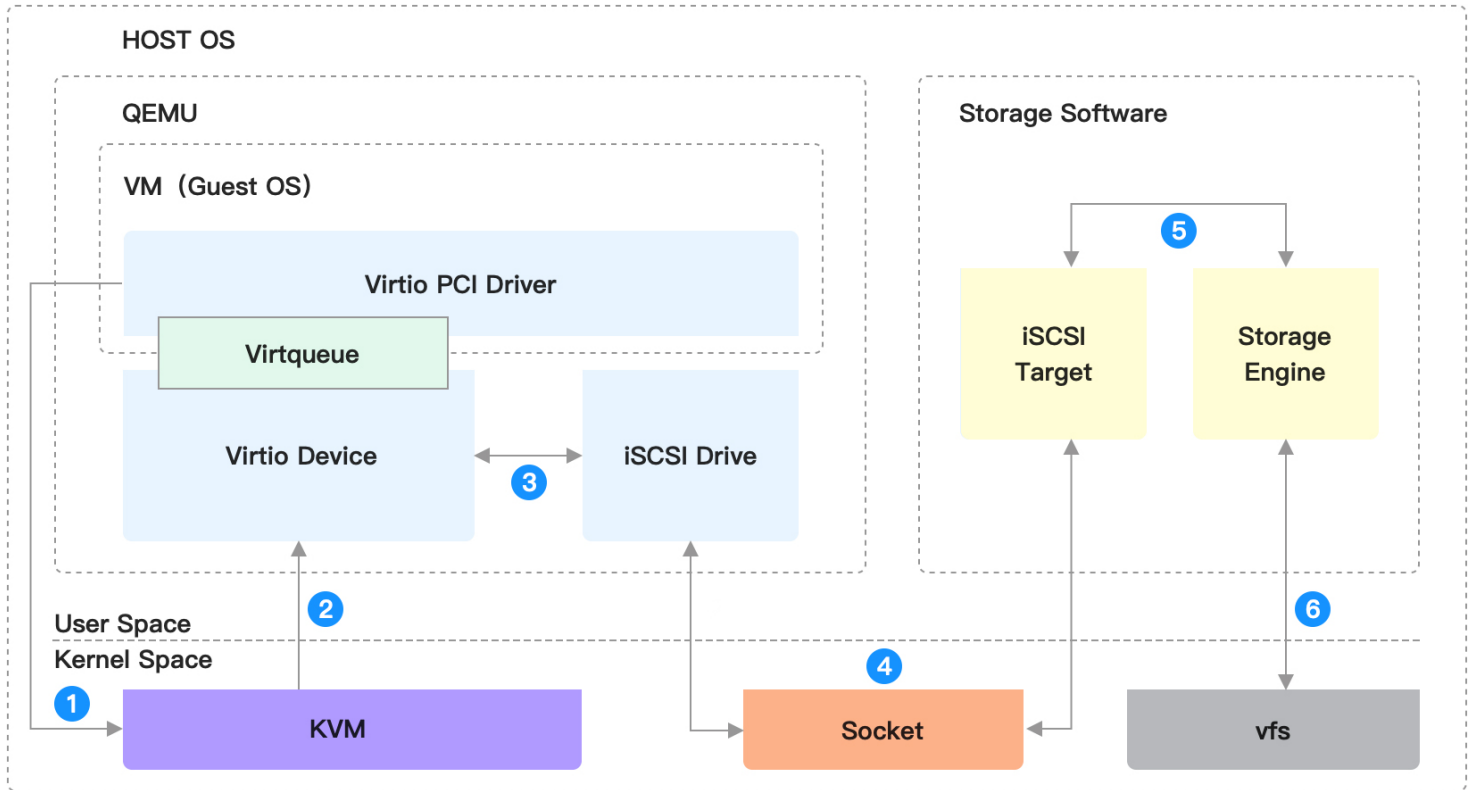 HOST OS
QEMU
Storage Software
VM（Guest OS）
5
Virtio PCI Driver
iSCSI
Target
Storage
Engine
Virtqueue
Virtio Device
iSCSI Drive
3
2
6
User Space
Kernel Space
4
1
KVM
Socket
vfs